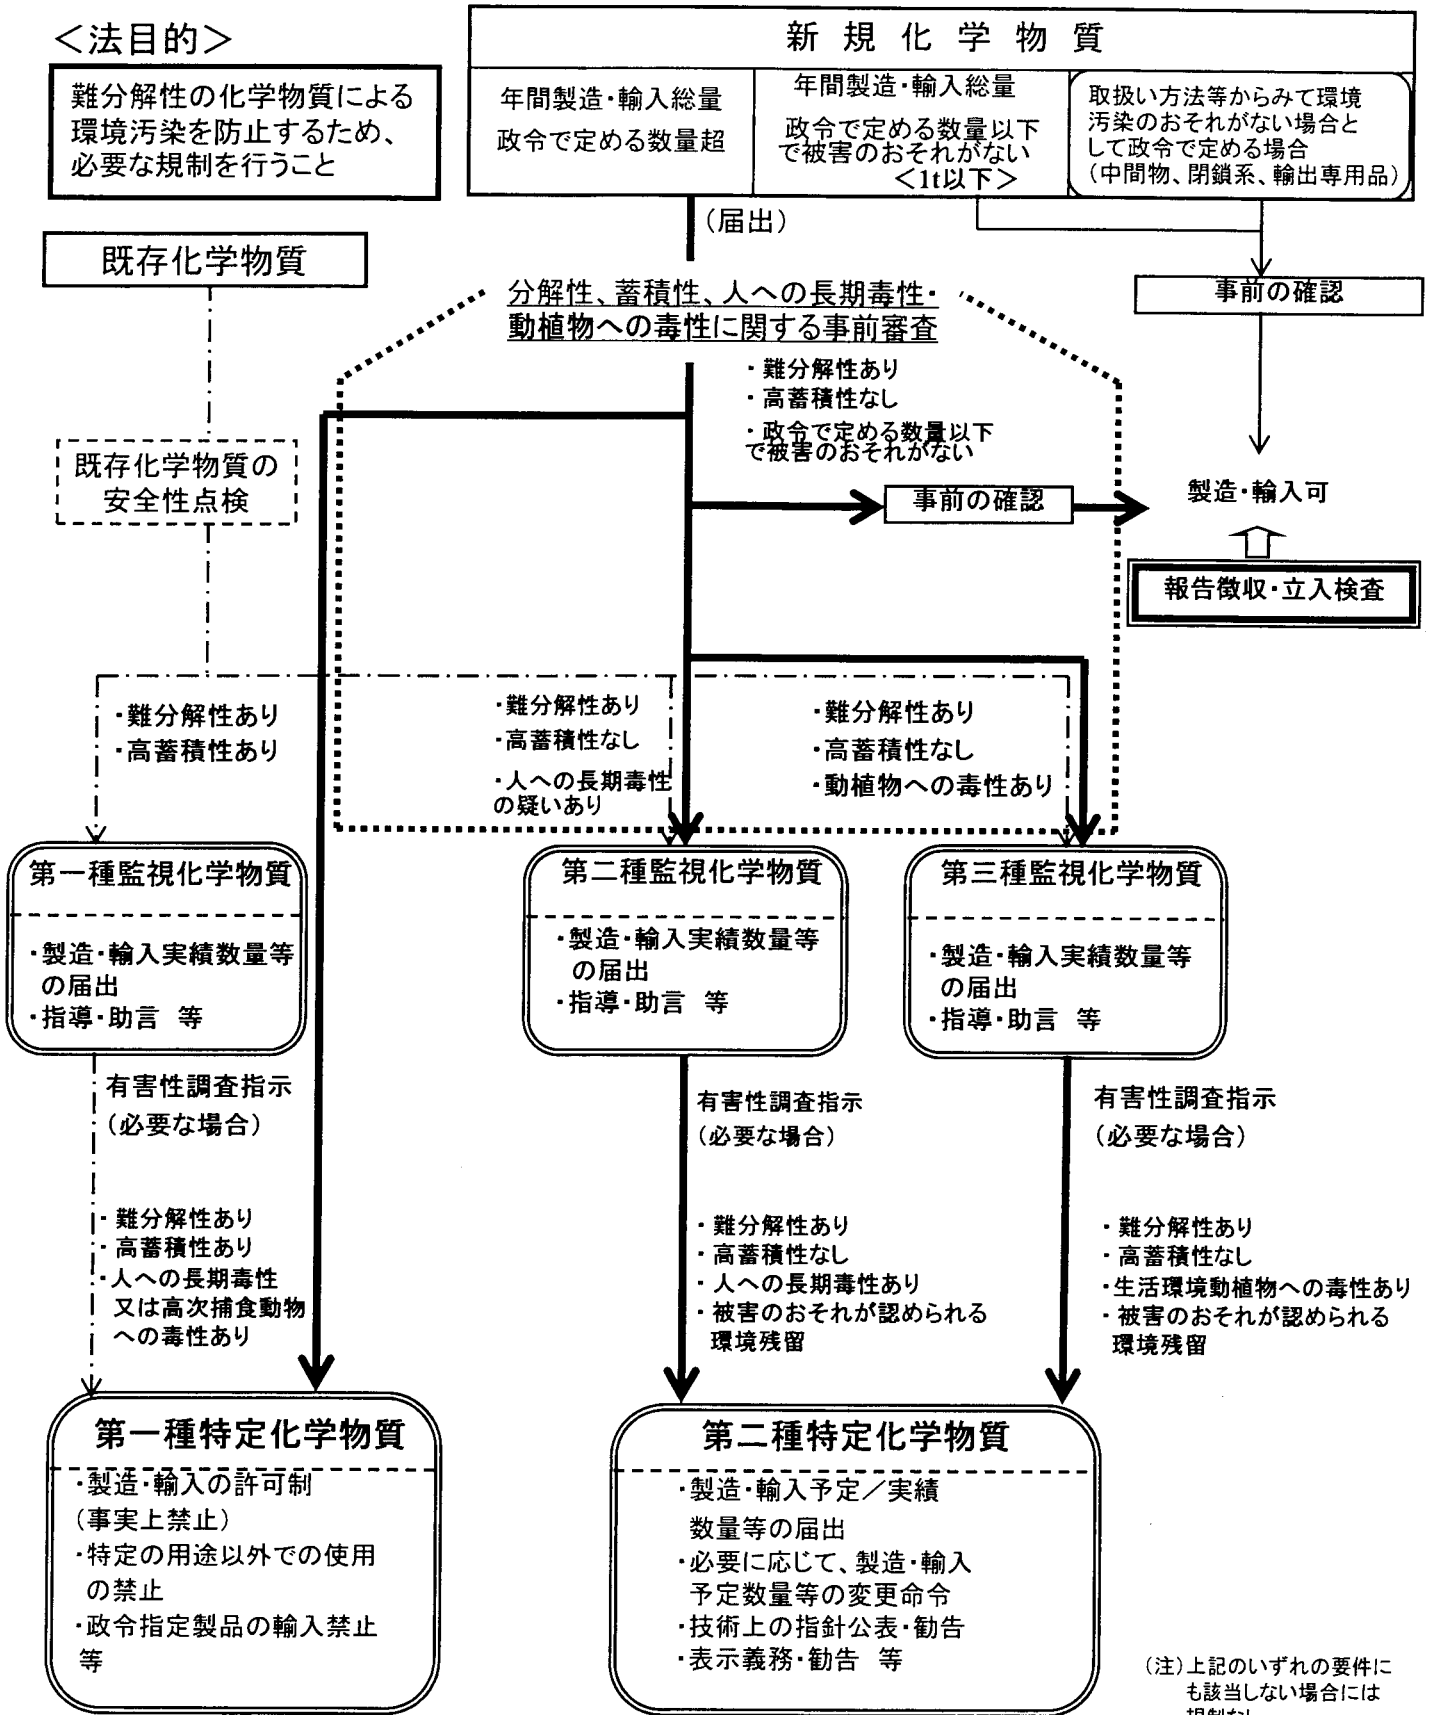 ＜法目的＞
難分解性の化学物質による
環境汚染を防止するため、
必要な規制を行うこと
新規化学物質
年間製造・輸入総量
政令で定める数量超
年間製造・輸入総量
政令で定める数量以下
で被害のおそれがない
＜1t以下＞
取扱い方法等からみて環境
汚染のおそれがない場合と
して政令で定める場合
（中間物、閉鎖系、輸出専用品）
（届出）
既存化学物質
分解性、蓄積性、人への長期毒性・
動植物への毒性に関する事前審査
事前の確認
・難分解性あり
・高蓄積性なし
・政令で定める数量以下
で被害のおそれがない
既存化学物質の
安全性点検
事前の確認
製造・輸入可
報告徴収・立入検査
・難分解性あり
・高蓄積性あり
・難分解性あり
・高蓄積性なし
・人への長期毒性
の疑いあり
・難分解性あり
・高蓄積性なし
・動植物への毒性あり
第一種監視化学物質
・製造・輸入実績数量等
の届出
・指導・助言 等
第二種監視化学物質
・製造・輸入実績数量等
の届出
・指導・助言 等
第三種監視化学物質
・製造・輸入実績数量等
の届出
・指導・助言 等
有害性調査指示
（必要な場合）
有害性調査指示
（必要な場合）
有害性調査指示
（必要な場合）
・難分解性あり
・高蓄積性あり
・人への長期毒性
又は高次捕食動物
への毒性あり
・難分解性あり
・高蓄積性なし
・人への長期毒性あり
・被害のおそれが認められる
環境残留
・難分解性あり
・高蓄積性なし
・生活環境動植物への毒性あり
・被害のおそれが認められる
環境残留
第一種特定化学物質
・製造・輸入の許可制
（事実上禁止）
・特定の用途以外での使用
の禁止
・政令指定製品の輸入禁止
等
第二種特定化学物質
・製造・輸入予定／実績
数量等の届出
・必要に応じて、製造・輸入
予定数量等の変更命令
・技術上の指針公表・勧告
・表示義務・勧告 等
（注）上記のいずれの要件に
も該当しない場合には
規制なし